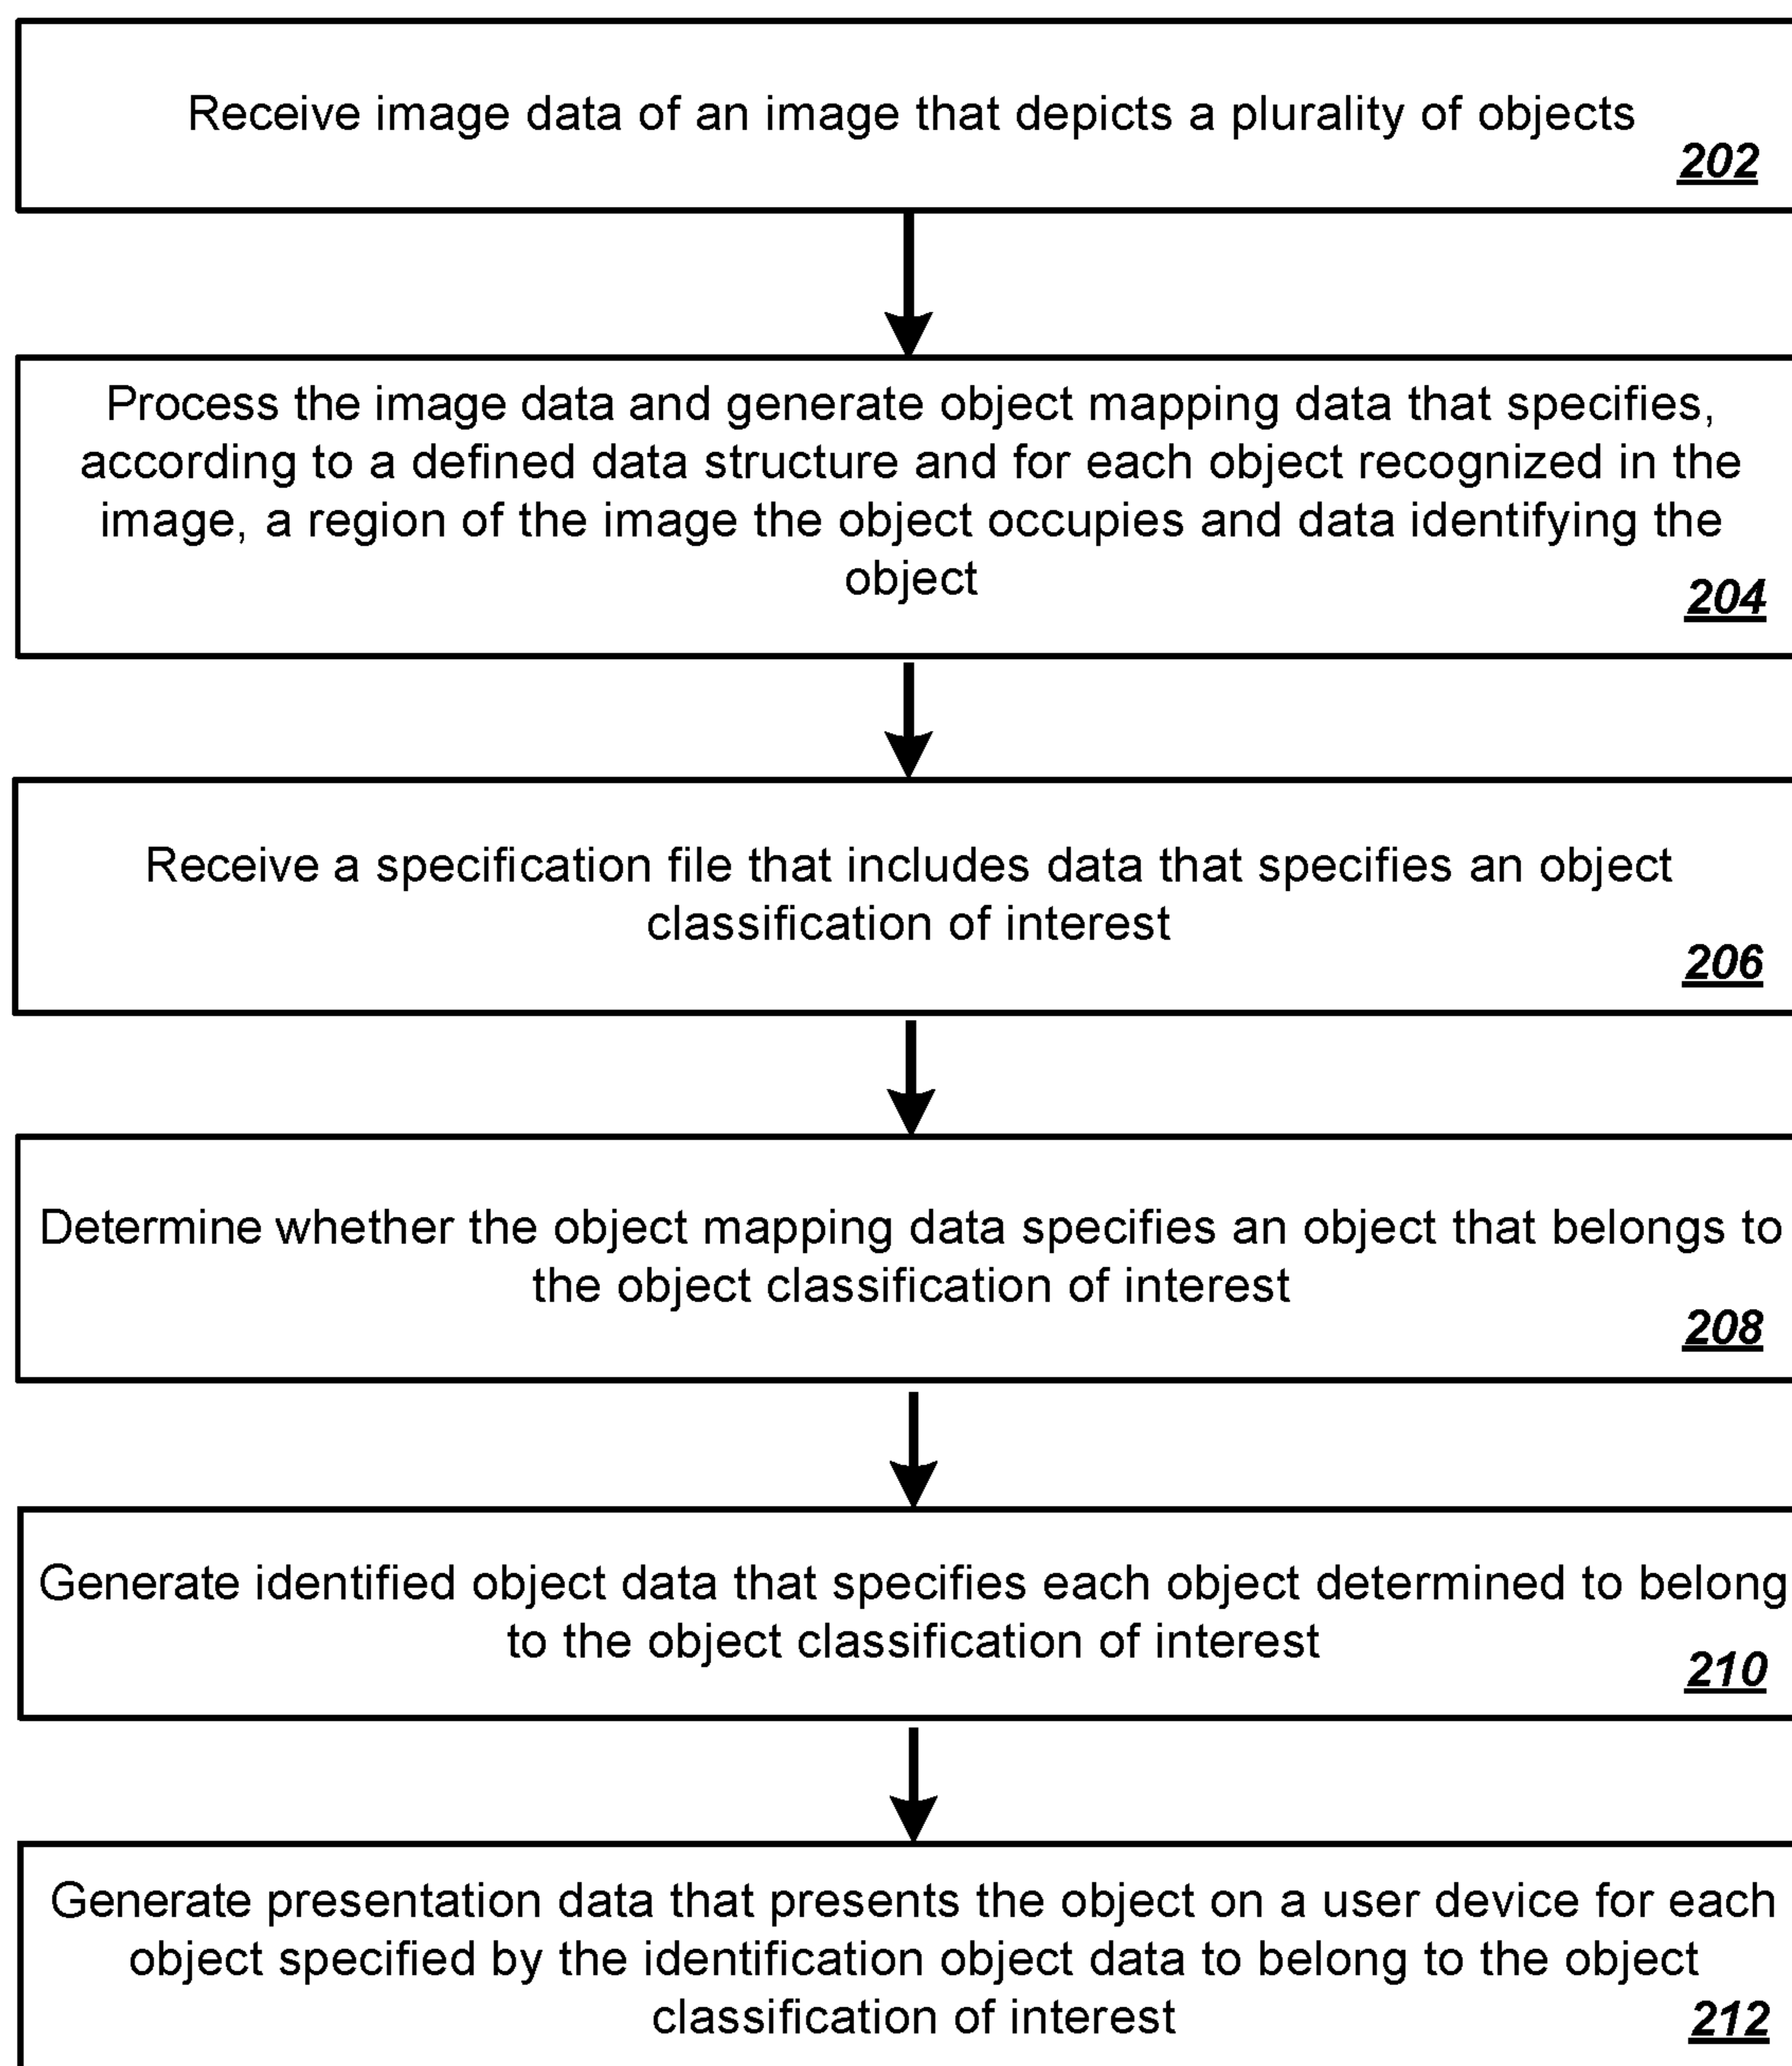 Receive image data of an image that depicts a plurality of objects
202
Process the image data and generate object mapping data that specifies,
according to a defined data structure and for each object recognized in the
image, a region of the image the object occupies and data identifying the
object
204
Receive a specification file that includes data that specifies an object
classification of interest
206
Determine whether the object mapping data specifies an object that belongs to
the object classification of interest
208
Generate identified object data that specifies each object determined to belong
to the object classification of interest
210
Generate presentation data that presents the object on a user device for each
object specified by the identification object data to belong to the object
classification of interest
212